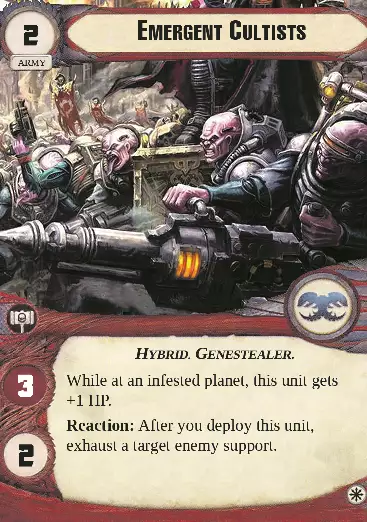 2
EMERGENT CULTISTS
ARMY
HYBRID. GENESTEALER.
3
While at an infested planet, this unit gets
+1 HP.
Reaction: After you deploy this unit,
2
exhaust a target enemy support.